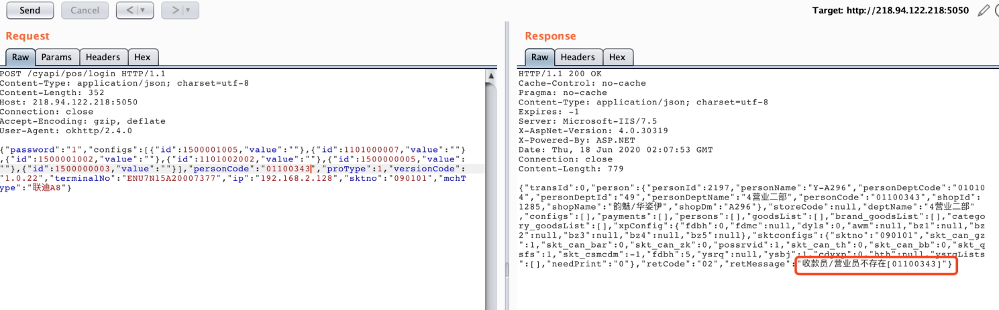 Send
Cancel
<
>
Target: http://218.94.122.218:5050
Request
Raw
Params
Headers
Hex
POST /cyapi/pos/login HTTP/1.1
Content-Type: application/json; charset=utf-8
Content-Length: 352
Host: 218.94.122.218:5050
Connection: close
Accept-Encoding: gzip, deflate
User-Agent: okhttp/2.4.0
{"password":"1","configs":[{"id":1500001005,"value":""},{"id":1101000007,"value":""}
,{"id":1500001002,"value":""},{"id":1101002002,"value":""},{"id":1500000005,"value":
""},{"id":1500000003,"value":""}],"personCode":"01100343","proType":1,"versionCode":
"1.0.22","terminalNo":"ENU7N15A20007377","ip":"192.168.2.128","sktno":"090101","mchT
ype":"联迪A8"}
Response
Raw
Headers
Hex
HTTP/1.1 200 OK
Cache-Control: no-cache
Pragma: no-cache
Content-Type: application/json; charset=utf-8
Expires: -1
Server: Microsoft-IIS/7.5
X-AspNet-Version: 4.0.30319
X-Powered-By: ASP.NET
Date: Thu, 18 Jun 2020 02:07:53 GMT
Connection: close
Content-Length: 779
{"transId":0,"person":{"personId":2197,"personName":"Y-A296","personDeptCode":"01010
4","personDeptId":"49","personDeptName":"4营业二部","personCode":"01100343","shopId":
1285,"shopName":"韵魅/华姿伊","shopDm":"A296"},"storeCode":null,"deptName":"4营业二部"
,"configs":[],"payments":[],"persons":[],"goodsList":[],"brand_goodsList":[],"catego
ry_goodsList":[],"xpConfig":{"fdbh":0,"fdmc":null,"dyls":0,"awm":null,"bz1":null,"bz
2":null,"bz3":null,"bz4":null,"bz5":null},"sktconfigs":{"sktno":"090101","skt_can_gz
":1,"skt_can_bar":0,"skt_can_zk":0,"possrvid":1,"skt_can_th":0,"skt_can_bb":0,"skt_q
sfs":1,"skt_csmcdm":-1,"fdbh":5,"ysrq":null,"ysbj":1,"cdyxp":0,"hth":null,"ysrqLists
":[],"needPrint":"0"},"retCode":"02","retMessage":"收款员/营业员不存在[01100343]"}